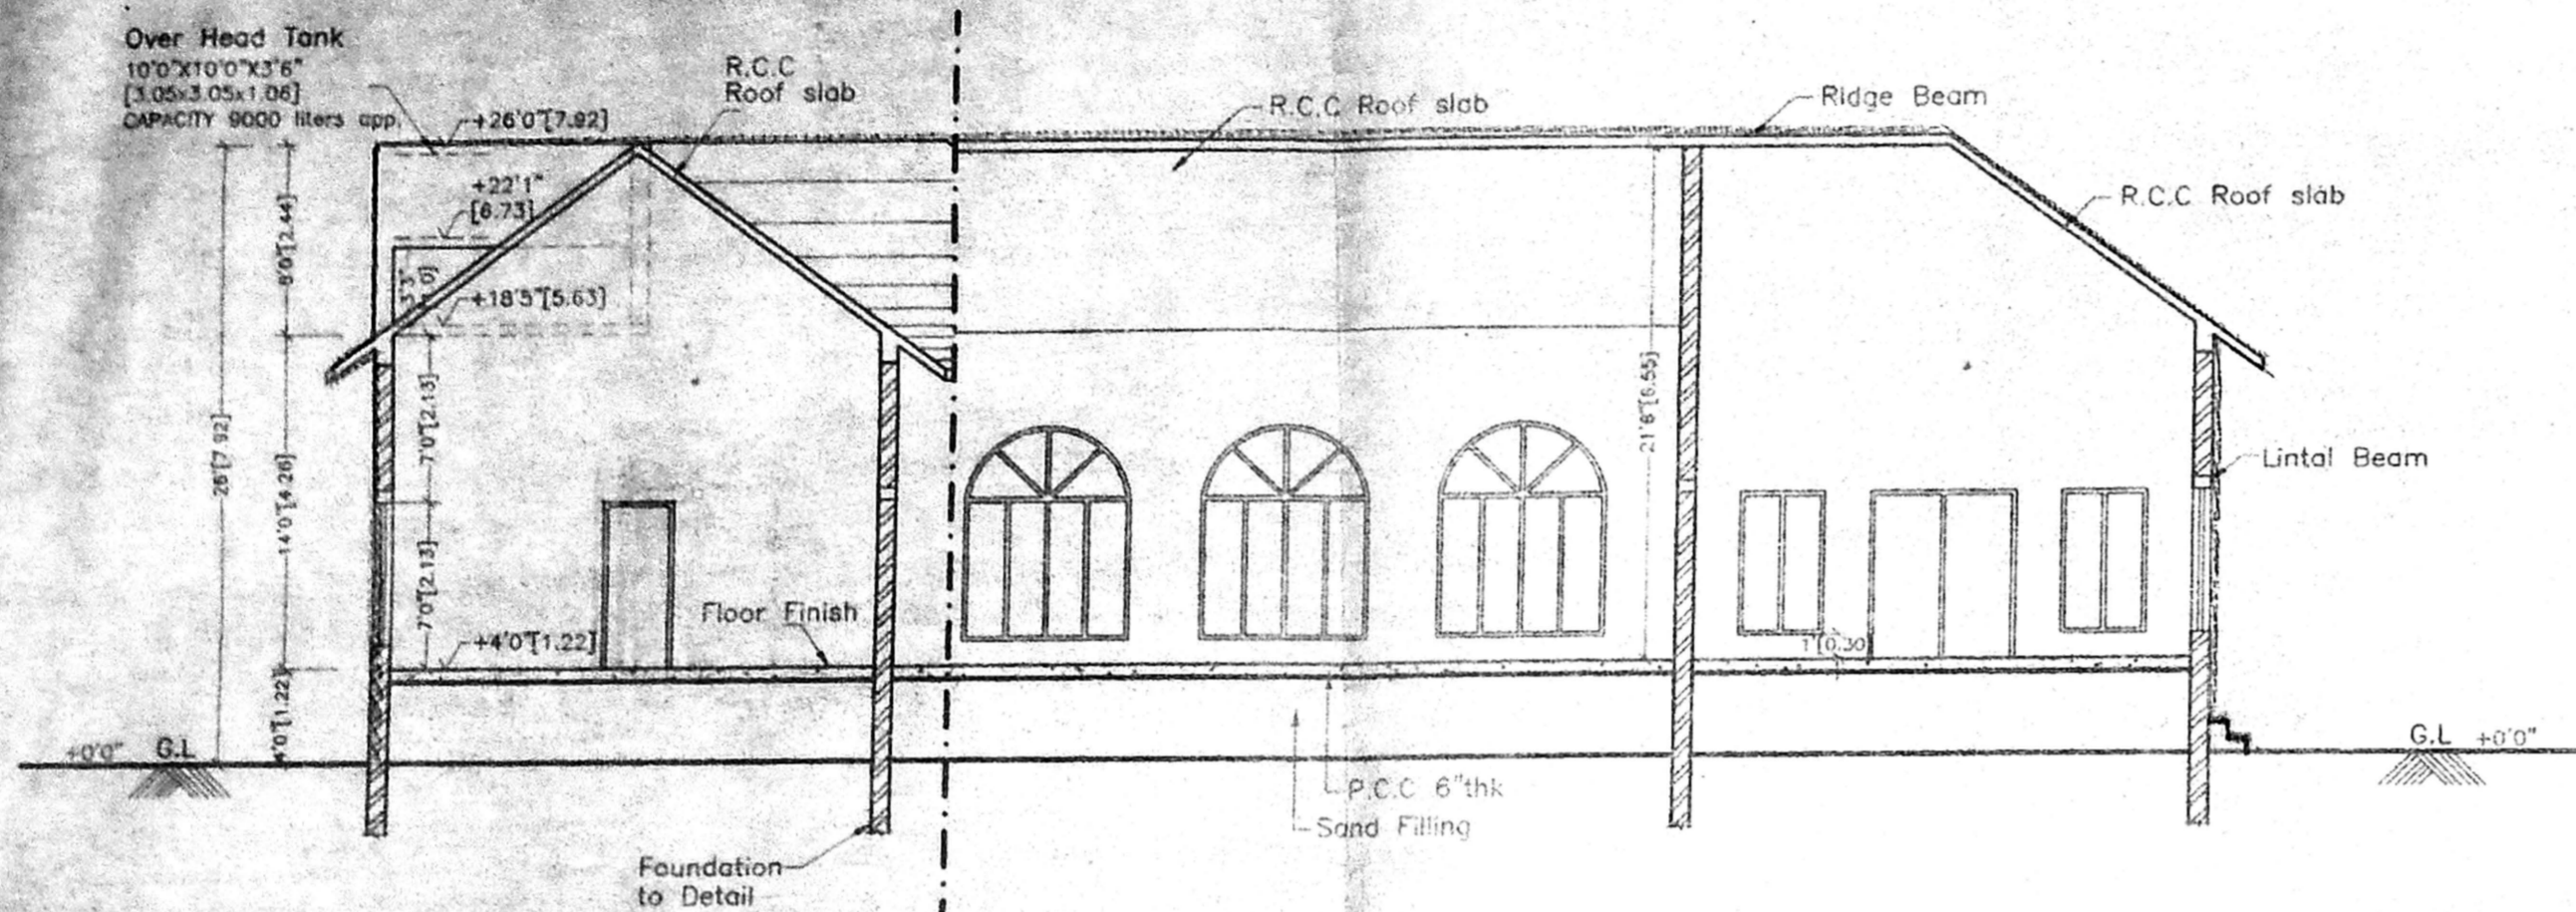 Over Head Tank
10'0"X10'0"X3'6"
[3.05x3.05x1.06]
CAPACITY 9000 liters app.
+26'0"[7.92]
R.C.C
Roof slab
R.C.C Roof slab
Ridge Beam
R.C.C Roof slab
+22'1"
[6.73]
8'0"[2.44]
+18'5"[5.63]
26'[7.92]
14'0"[4.26]
7'0"[2.13]
7'0"[2.13]
21'6"[6.55]
Lintal Beam
Floor Finish
+4'0"[1.22]
1'[0.30]
4'0"[1.22]
+0'0"
G.L
G.L
+0'0"
P.C.C 6"thk
Sand Filling
Foundation
to Detail